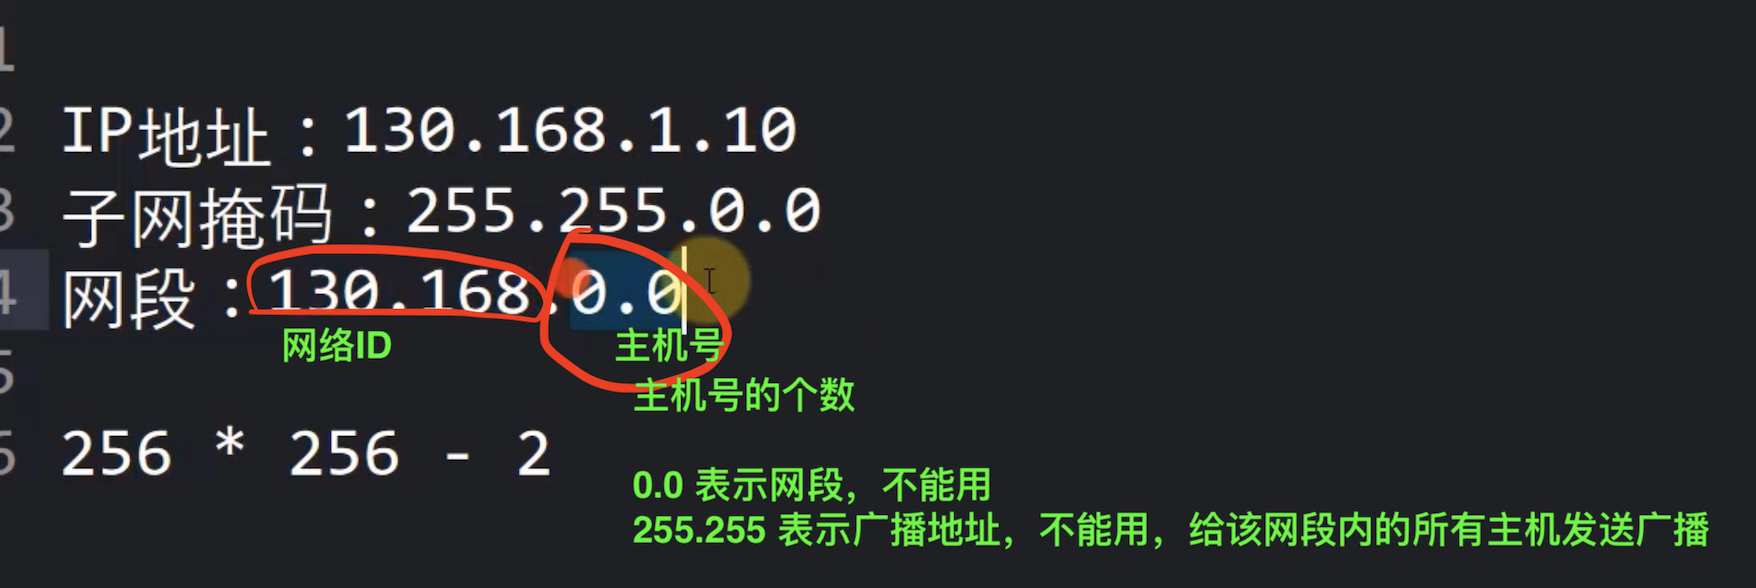 1
2 IP地址：130.168.1.10
3 子网掩码：255.255.0.0
4 网段：130.168.0.0
网络ID 主机号
5 主机号的个数
6 256 * 256 - 2
0.0 表示网段，不能用
255.255 表示广播地址，不能用，给该网段内的所有主机发送广播